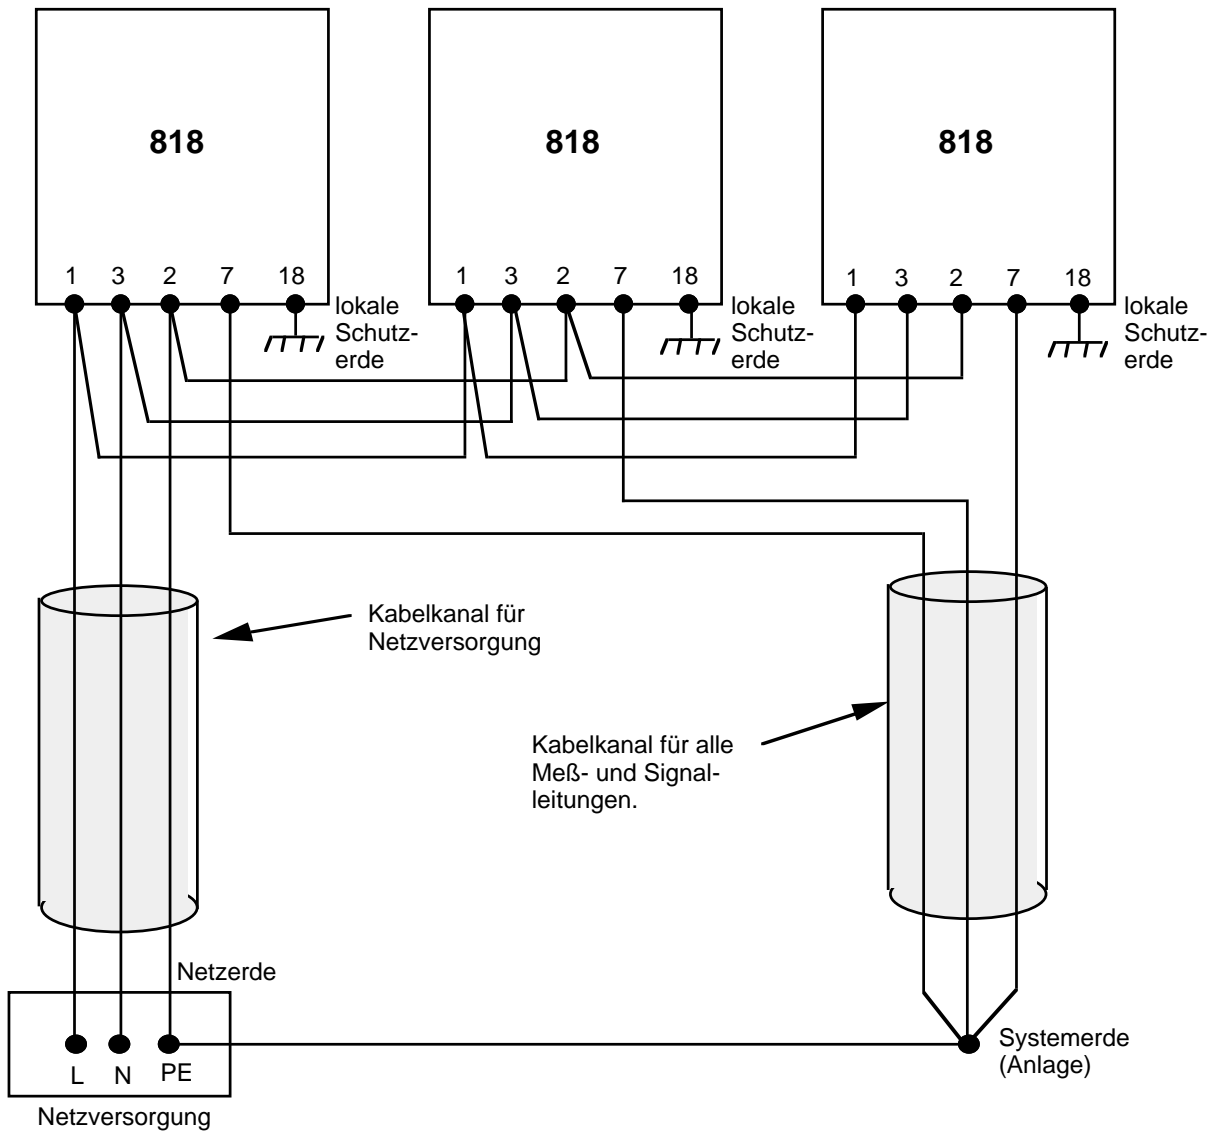 818 818 818
1 3 2 7 18 1 3 2 7 18 1 3 2 7 18
lokale
Schutz-
erde
lokale
Schutz-
erde
lokale
Schutz-
erde
Kabelkanal für
Netzversorgung
Kabelkanal für alle
Meß- und Signal-
leitungen.
Netzerde
L N PE
Netzversorgung
Systemerde
(Anlage)